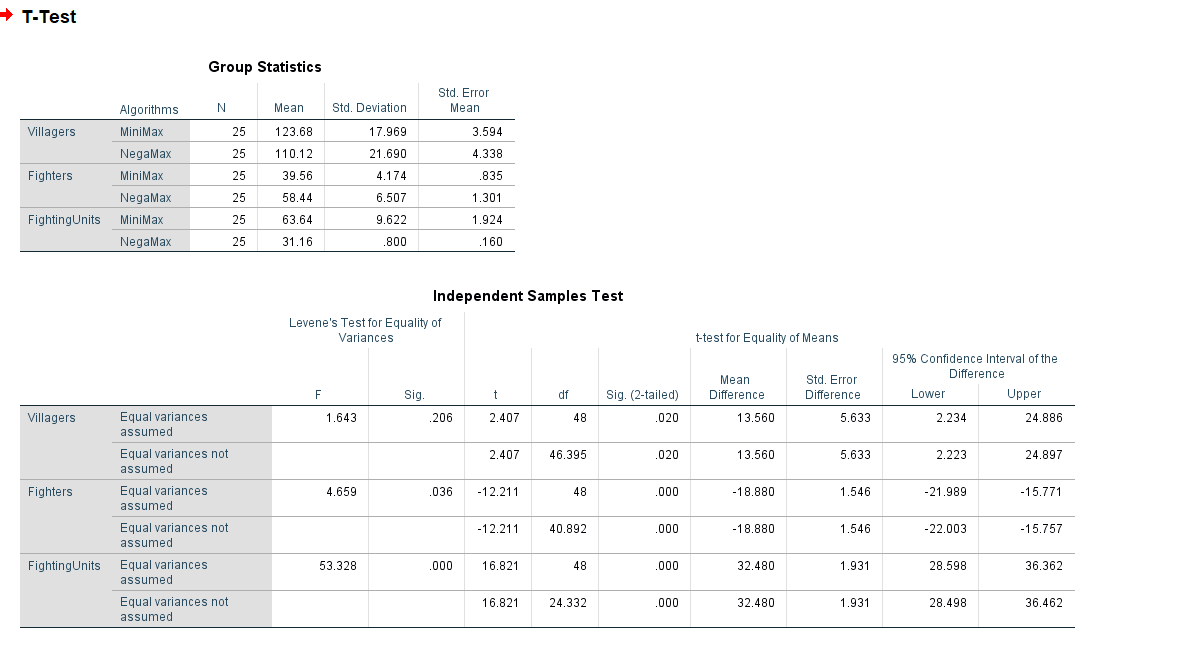 T-Test
Group Statistics
Algorithms N Mean Std. Deviation Std. Error Mean
Villagers MiniMax 25 123.68 17.969 3.594
NegaMax 25 110.12 21.690 4.338
Fighters MiniMax 25 39.56 4.174 .835
NegaMax 25 58.44 6.507 1.301
FightingUnits MiniMax 25 63.64 9.622 1.924
NegaMax 25 31.16 .800 .160
Independent Samples Test
Levene's Test for Equality of Variances
t-test for Equality of Means
95% Confidence Interval of the Difference
F Sig. t df Sig. (2-tailed) Mean Difference Std. Error Difference Lower Upper
Villagers Equal variances assumed 1.643 .206 2.407 48 .020 13.560 5.633 2.234 24.886
Equal variances not assumed 2.407 46.395 .020 13.560 5.633 2.223 24.897
Fighters Equal variances assumed 4.659 .036 -12.211 48 .000 -18.880 1.546 -21.989 -15.771
Equal variances not assumed -12.211 40.892 .000 -18.880 1.546 -22.003 -15.757
FightingUnits Equal variances assumed 53.328 .000 16.821 48 .000 32.480 1.931 28.598 36.362
Equal variances not assumed 16.821 24.332 .000 32.480 1.931 28.498 36.462